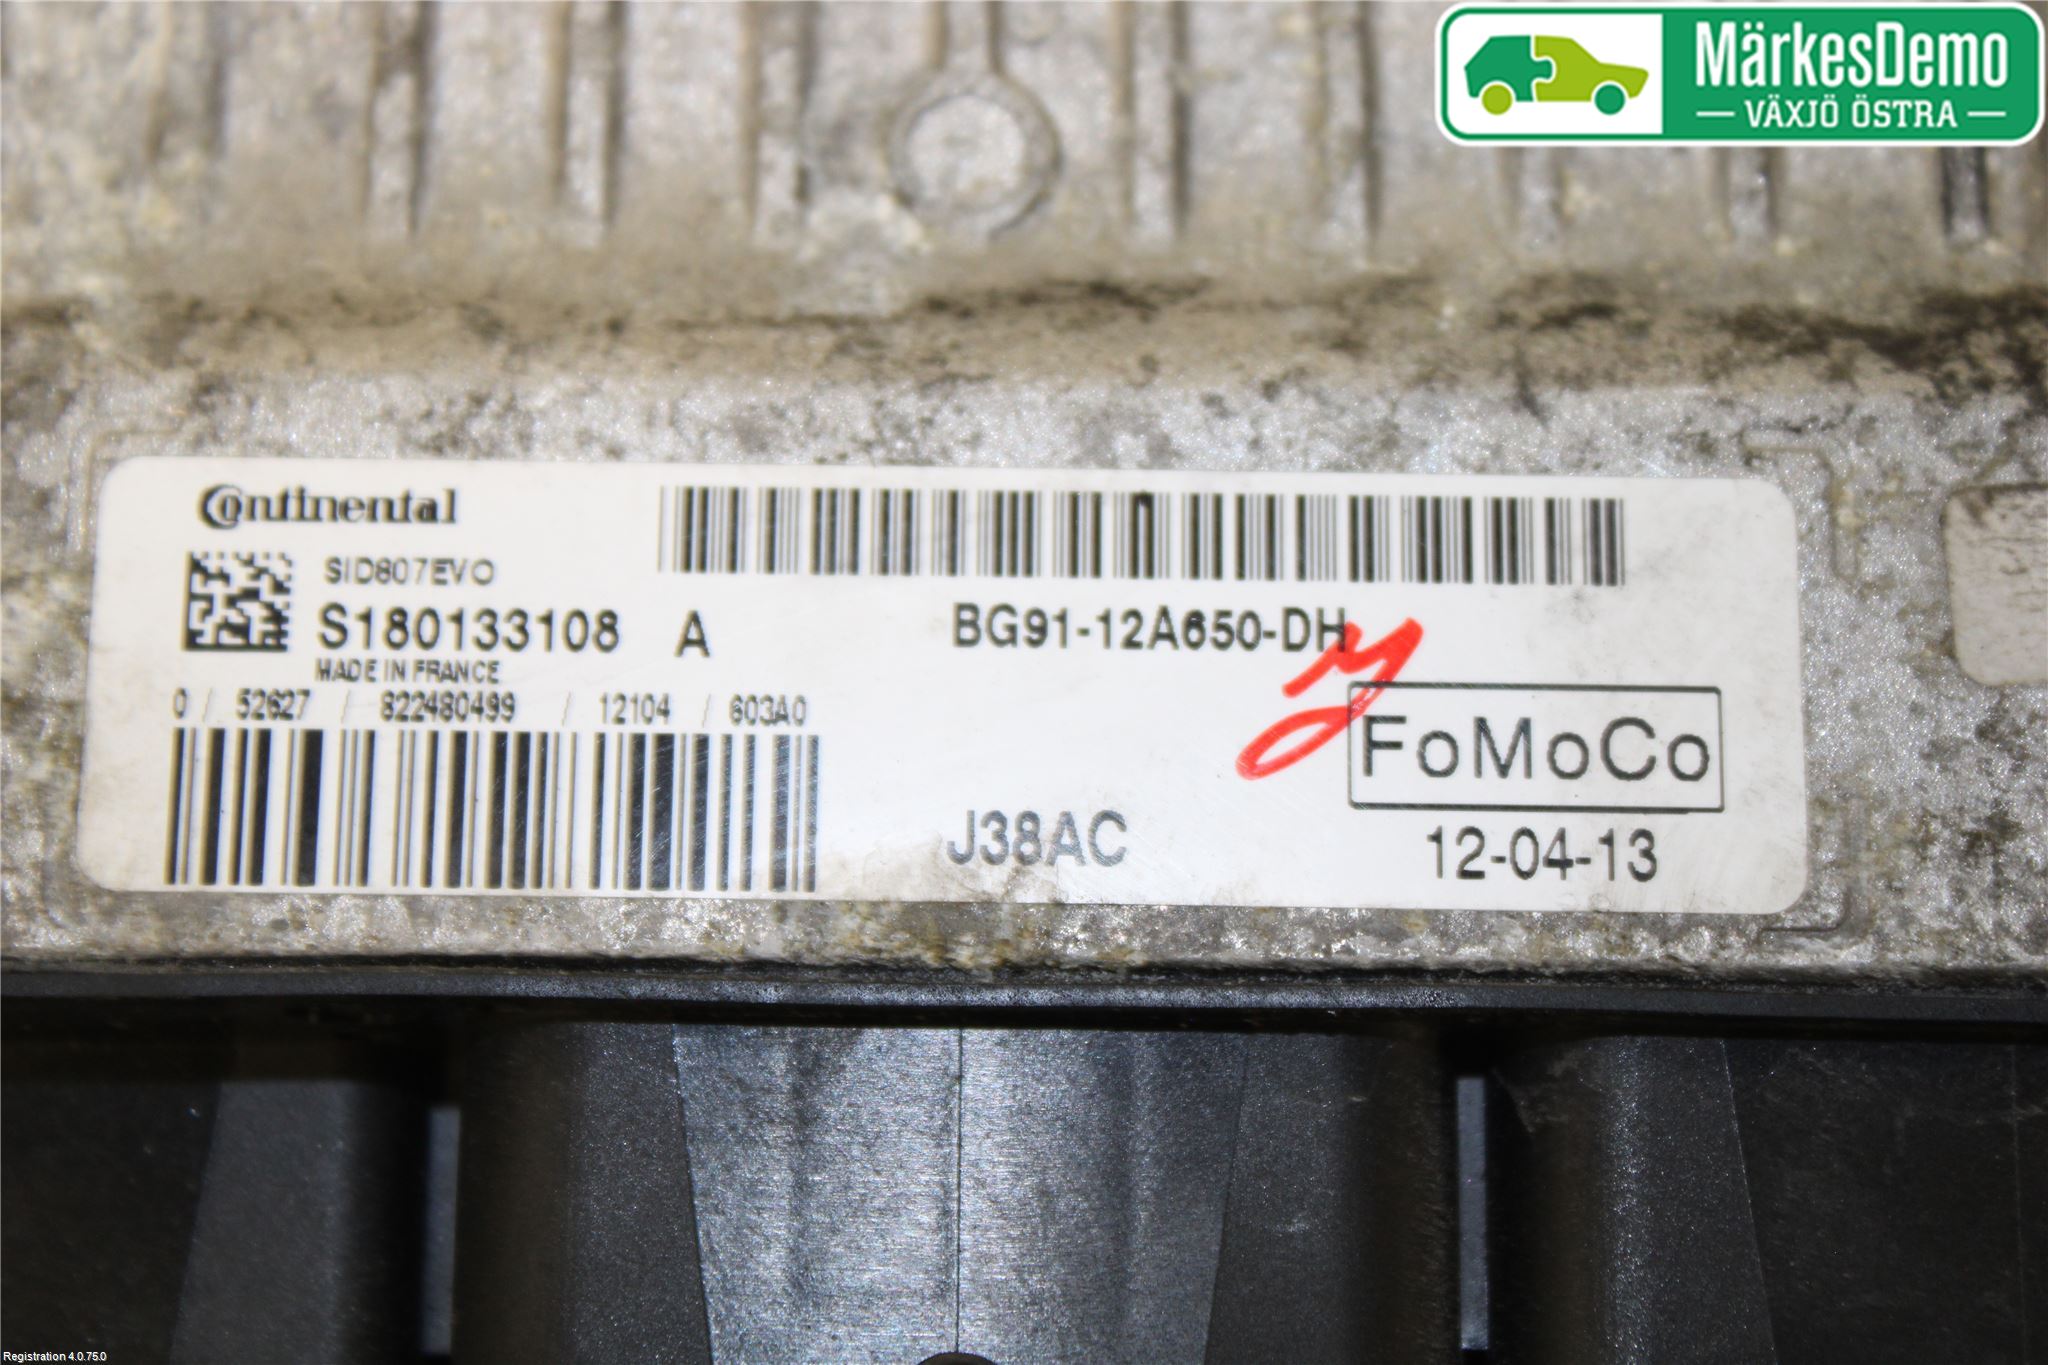 MärkesDemo
VÄXJÖ ÖSTRA
Continental
SID807EVO
S180133108 A
BG91-12A650-DH
MADE IN FRANCE
0 / 52627 / 822480499 / 12104 / 603A0
FoMoCo
J38AC
12-04-13
Registration 4.0.75.0